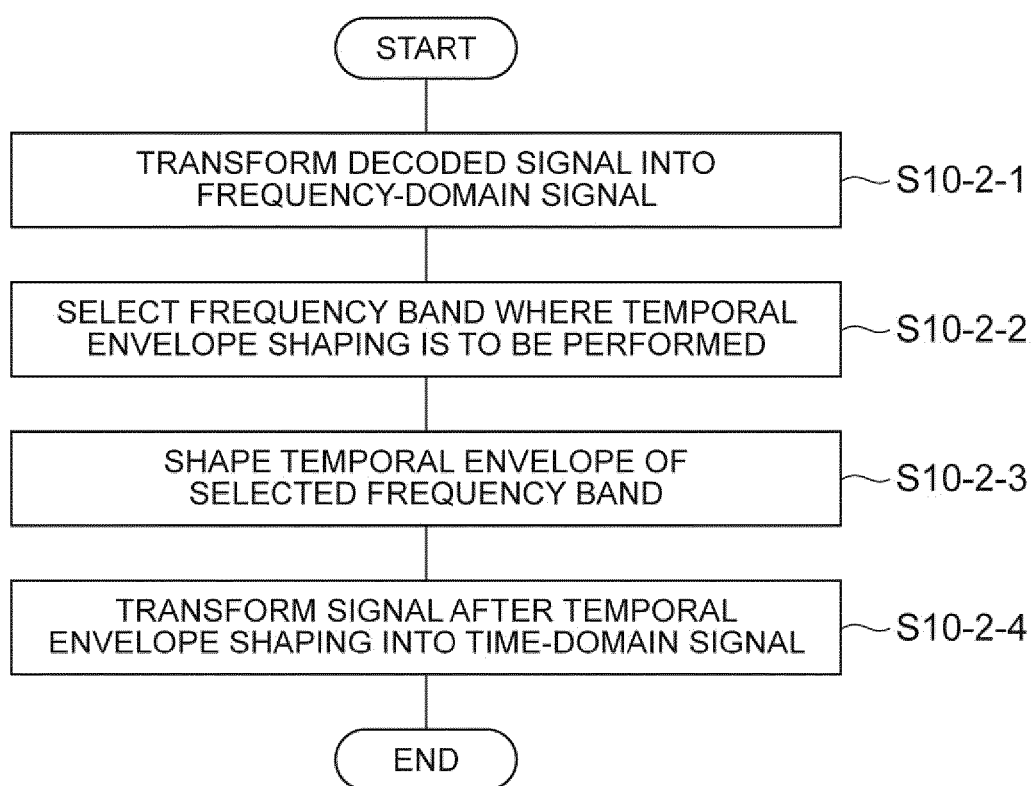 START
TRANSFORM DECODED SIGNAL INTO
FREQUENCY-DOMAIN SIGNAL
S10-2-1
SELECT FREQUENCY BAND WHERE TEMPORAL
ENVELOPE SHAPING IS TO BE PERFORMED
S10-2-2
SHAPE TEMPORAL ENVELOPE OF
SELECTED FREQUENCY BAND
S10-2-3
TRANSFORM SIGNAL AFTER TEMPORAL
ENVELOPE SHAPING INTO TIME-DOMAIN SIGNAL
S10-2-4
END